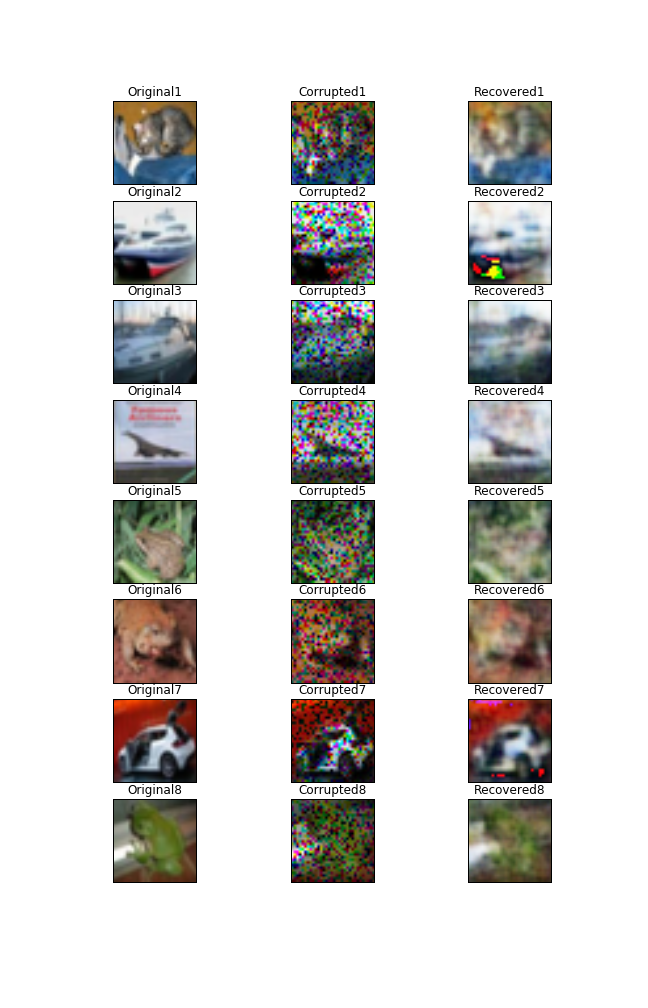 Original1 Corrupted1 Recovered1
Original2 Corrupted2 Recovered2
Original3 Corrupted3 Recovered3
Original4 Corrupted4 Recovered4
Original5 Corrupted5 Recovered5
Original6 Corrupted6 Recovered6
Original7 Corrupted7 Recovered7
Original8 Corrupted8 Recovered8